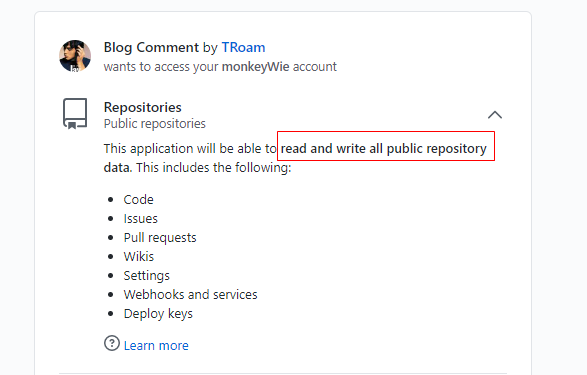 Blog Comment by TRoam
wants to access your monkeyWie account
Repositories
Public repositories
This application will be able to read and write all public repository
data. This includes the following:
Code
Issues
Pull requests
Wikis
Settings
Webhooks and services
Deploy keys
Learn more